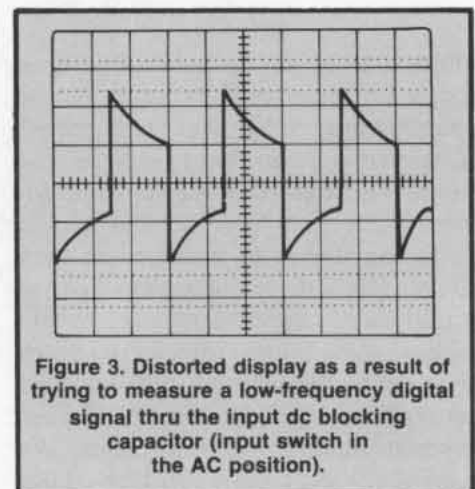 Figure 3. Distorted display as a result of
trying to measure a low-frequency digital
signal thru the input dc blocking
capacitor (input switch in
the AC position).